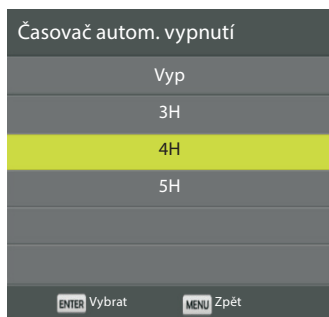 Časovač autom. vypnutí
Vyp
3H
4H
5H
ENTER Vybrat MENU Zpět